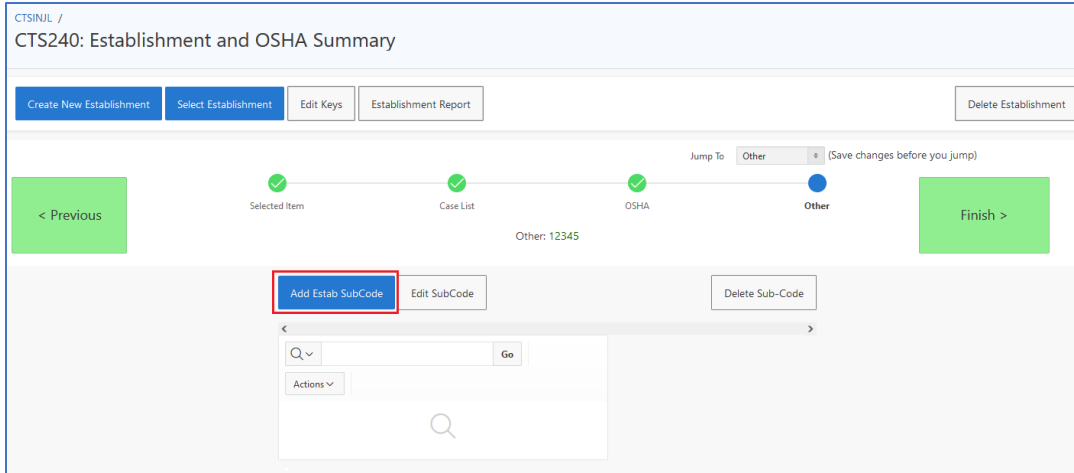 CTSINJL /
CTS240: Establishment and OSHA Summary
Create New Establishment
Select Establishment
Edit Keys
Establishment Report
Delete Establishment
Jump To
Other
(Save changes before you jump)
< Previous
Selected Item
Case List
OSHA
Other
Finish >
Other: 12345
Add Estab SubCode
Edit SubCode
Delete Sub-Code
Go
Actions